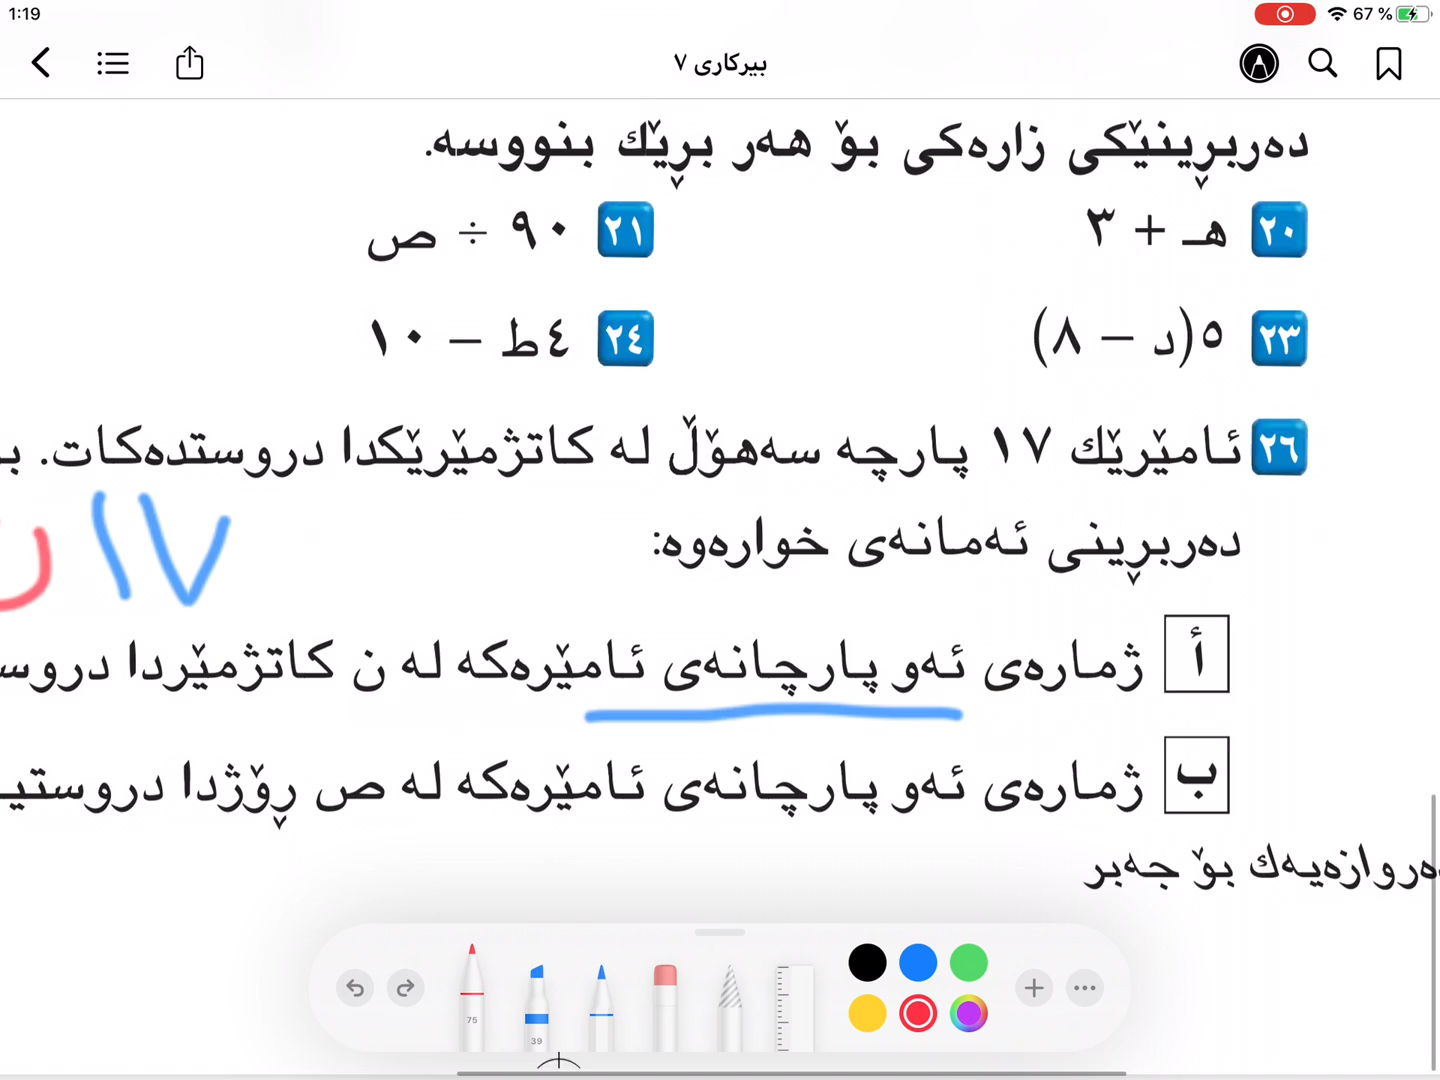 1:19
67 %
بیرکاری ٧
دەربڕینێکی زارەکی بۆ هەر بڕێك بنووسە.
٢٠ هـ + ٣
٢١ ٩٠ ÷ ص
٢٣ ٥(د – ٨)
٢٤ ٤ط – ١٠
٢٦ ئامێرێك ١٧ پارچە سەهۆڵ لە کاتژمێرێکدا دروستدەکات.
دەربڕینی ئەمانەی خوارەوە:
١٧
أ ژمارەی ئەو پارچانەی ئامێرەکە لە ن کاتژمێردا
ب ژمارەی ئەو پارچانەی ئامێرەکە لە ص ڕۆژدا
بۆ جەبر
75
39